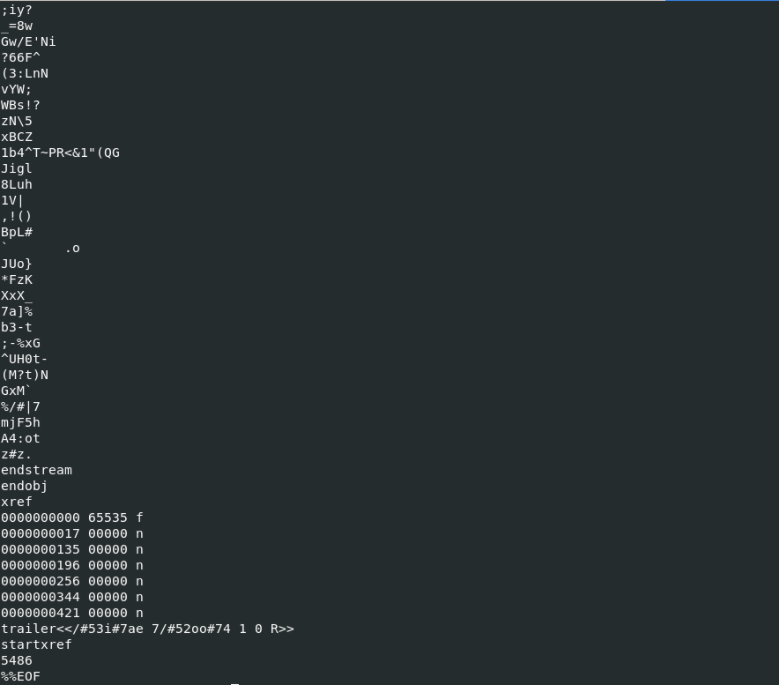 ;iy?
_=8w
Gw/E'Ni
?66F^
(3:LnN
vYW;
WBs!?
zN\5
xBCZ
1b4^T~PR<&1"(QG
Jigl
8Luh
1V|
,!()
BpL#
`       .o
JUo}
*FzK
XxX_
7a]%
b3-t
;-%xG
^UH0t-
(M?t)N
GxM`
%/#|7
mjF5h
A4:ot
z#z.
endstream
endobj
xref
0000000000 65535 f
0000000017 00000 n
0000000135 00000 n
0000000196 00000 n
0000000256 00000 n
0000000344 00000 n
0000000421 00000 n
trailer<</#53i#7ae 7/#52oo#74 1 0 R>>
startxref
5486
%%EOF